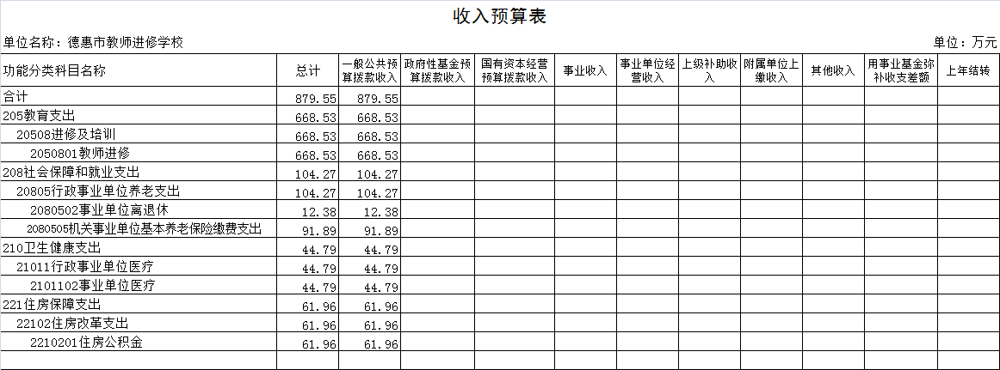 收入预算表
单位名称：德惠市教师进修学校 单位：万元
功能分类科目名称 总计 一般公共预算拨款收入 政府性基金预算拨款收入 国有资本经营预算拨款收入 事业收入 事业单位经营收入 上级补助收入 附属单位上缴收入 其他收入 用事业基金弥补收支差额 上年结转
合计 879.55 879.55
205教育支出 668.53 668.53
20508进修及培训 668.53 668.53
2050801教师进修 668.53 668.53
208社会保障和就业支出 104.27 104.27
20805行政事业单位养老支出 104.27 104.27
2080502事业单位离退休 12.38 12.38
2080505机关事业单位基本养老保险缴费支出 91.89 91.89
210卫生健康支出 44.79 44.79
21011行政事业单位医疗 44.79 44.79
2101102事业单位医疗 44.79 44.79
221住房保障支出 61.96 61.96
22102住房改革支出 61.96 61.96
2210201住房公积金 61.96 61.96